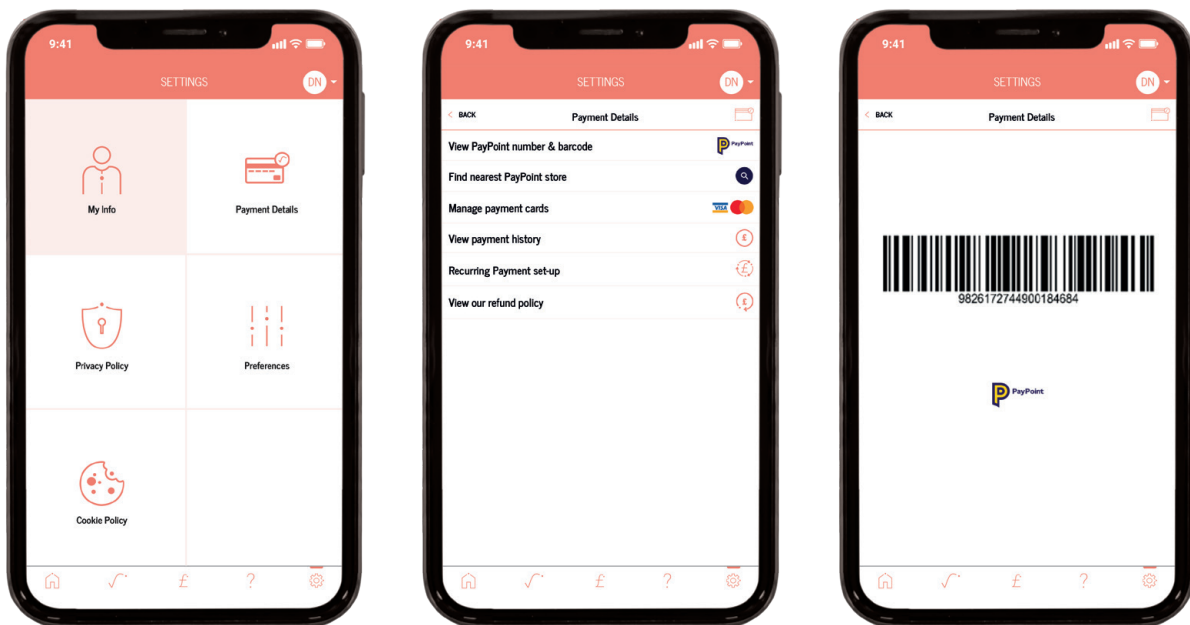 9:41
SETTINGS
DN
My Info
Payment Details
Privacy Policy
Preferences
Cookie Policy
£
?
9:41
SETTINGS
DN
< BACK
Payment Details
View PayPoint number & barcode
PayPoint
Find nearest PayPoint store
Manage payment cards
VISA
View payment history
£
Recurring Payment set-up
£
View our refund policy
£
£
?
9:41
SETTINGS
DN
< BACK
Payment Details
9826172744900184684
PayPoint
£
?